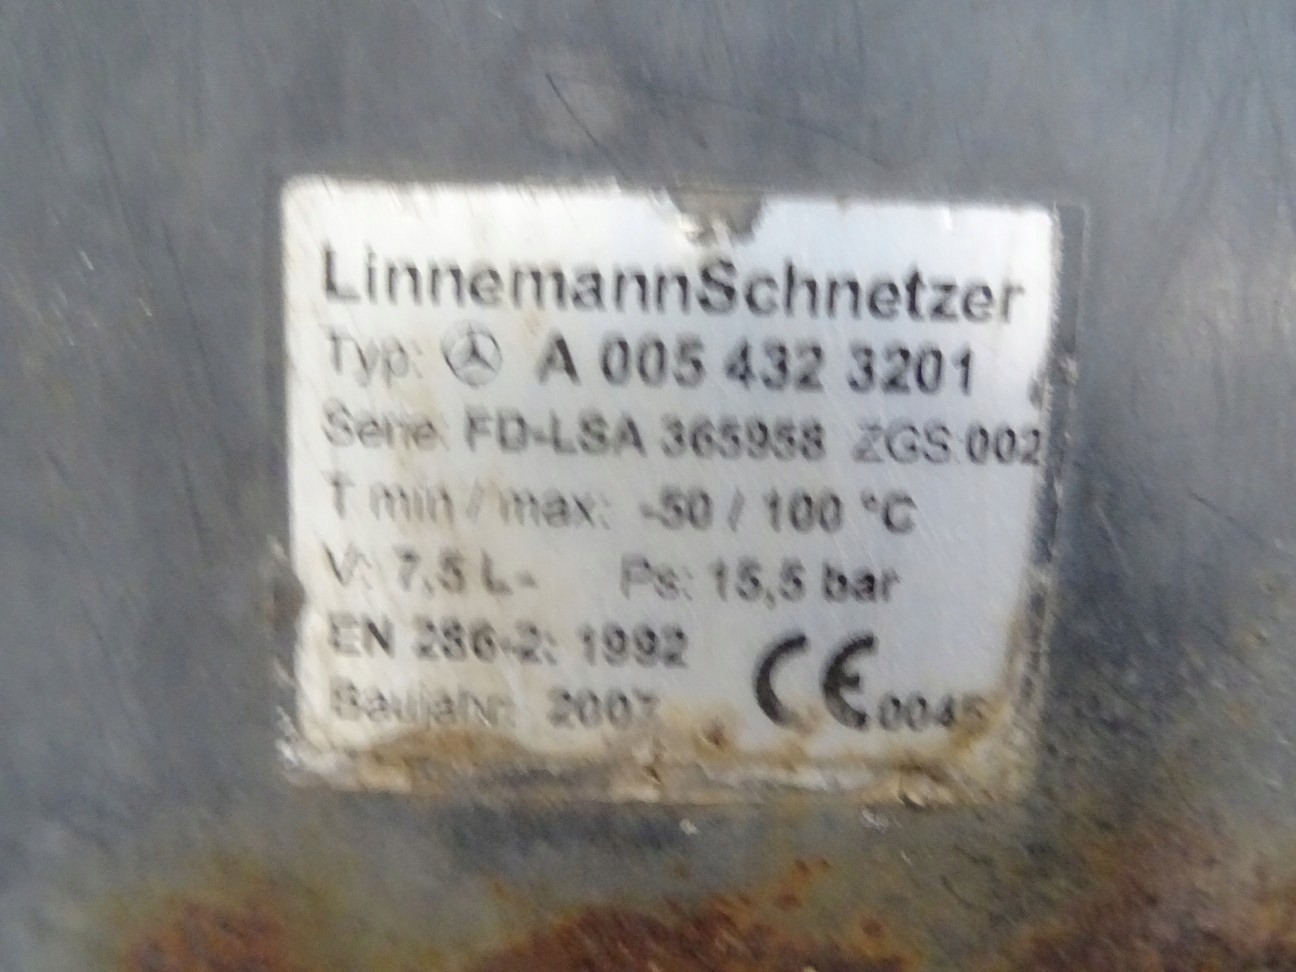 LinnemannSchnetzer
Typ: A 005 432 3201
Serie: FD-LSA 365958 ZGS:002
T min / max: -50 / 100 °C
V: 7,5 L- Ps: 15,5 bar
EN 286-2: 1992
Baujahr: 2007 CE 0045